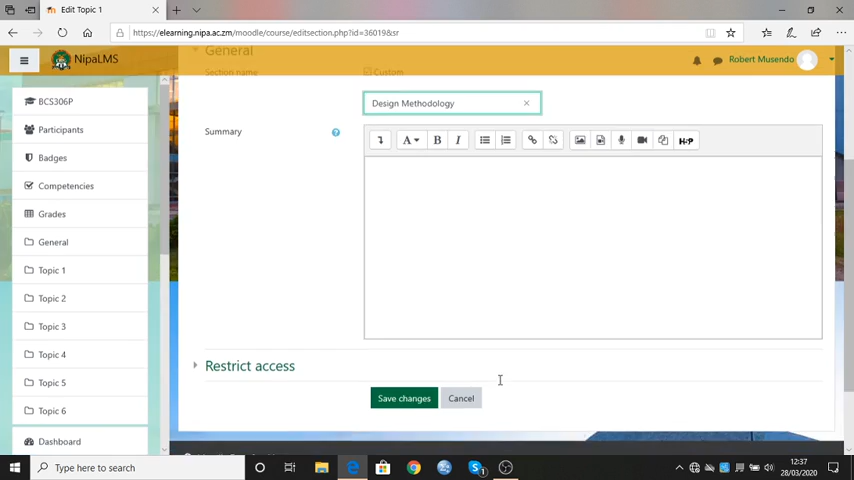 Edit Topic 1
https://elearning.nipa.ac.zm/moodle/course/editsection.php?id=36019&sr
NipaLMS
Robert Musendo
General
Section name
Custom
Design Methodology
Summary
A B I
H-P
BCS306P
Participants
Badges
Competencies
Grades
General
Topic 1
Topic 2
Topic 3
Topic 4
Topic 5
Topic 6
Dashboard
Restrict access
Save changes
Cancel
Type here to search
12:37
28/03/2020